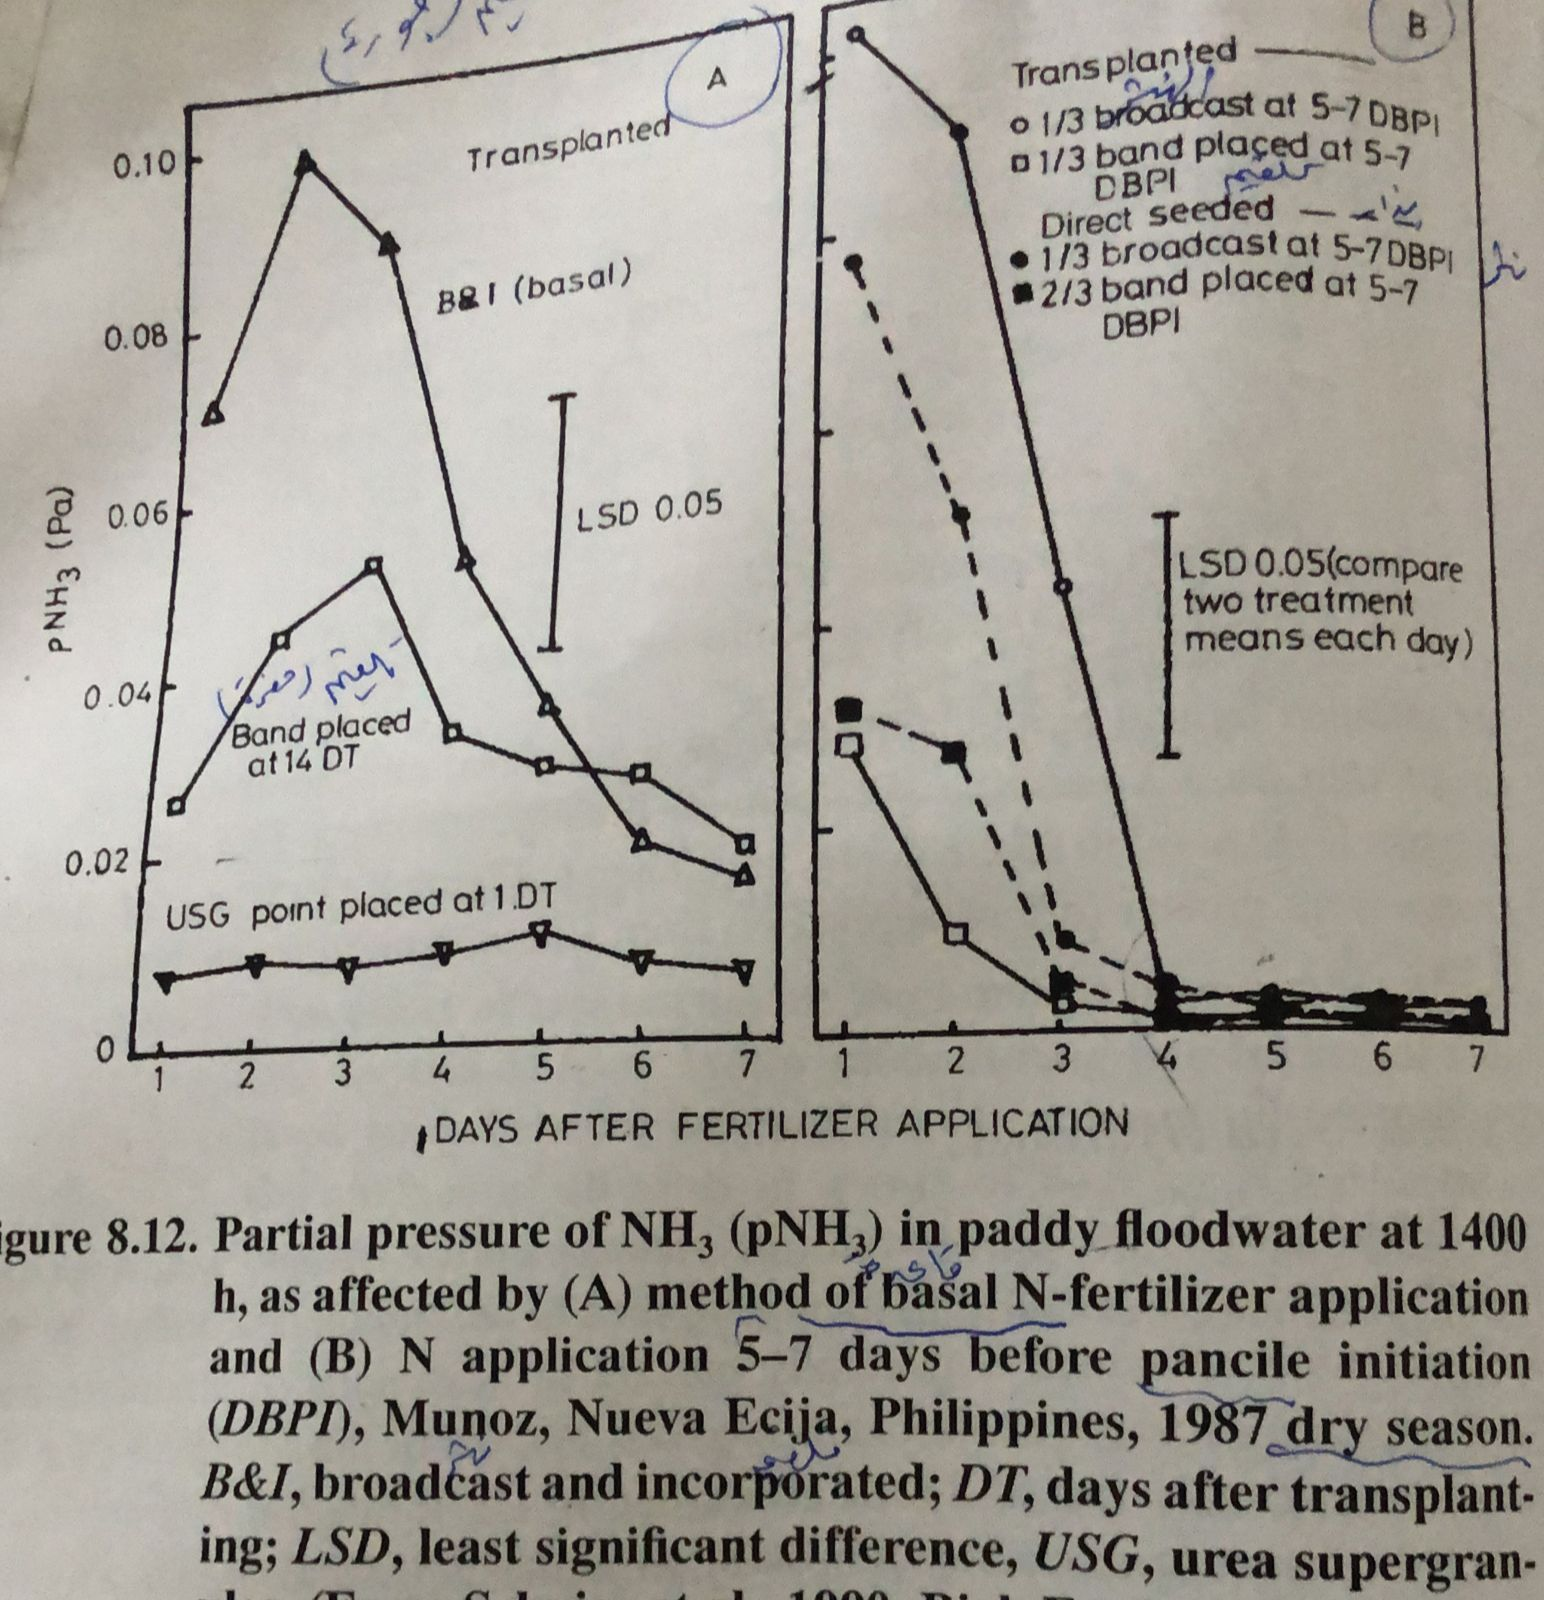 A
B
Transplanted
B&I (basal)
LSD 0.05
Band placed
at 14 DT
USG point placed at 1.DT
pNH3 (Pa)
0.10
0.08
0.06
0.04
0.02
0
1 2 3 4 5 6 7
Transplanted
1/3 broadcast at 5-7 DBPI
1/3 band placed at 5-7
DBPI
Direct seeded
1/3 broadcast at 5-7 DBPI
2/3 band placed at 5-7
DBPI
LSD 0.05(compare
two treatment
means each day)
1 2 3 4 5 6 7
DAYS AFTER FERTILIZER APPLICATION
igure 8.12. Partial pressure of NH3 (pNH3) in paddy floodwater at 1400
h, as affected by (A) method of basal N-fertilizer application
and (B) N application 5–7 days before pancile initiation
(DBPI), Munoz, Nueva Ecija, Philippines, 1987 dry season.
B&I, broadcast and incorporated; DT, days after transplant-
ing; LSD, least significant difference, USG, urea supergran-